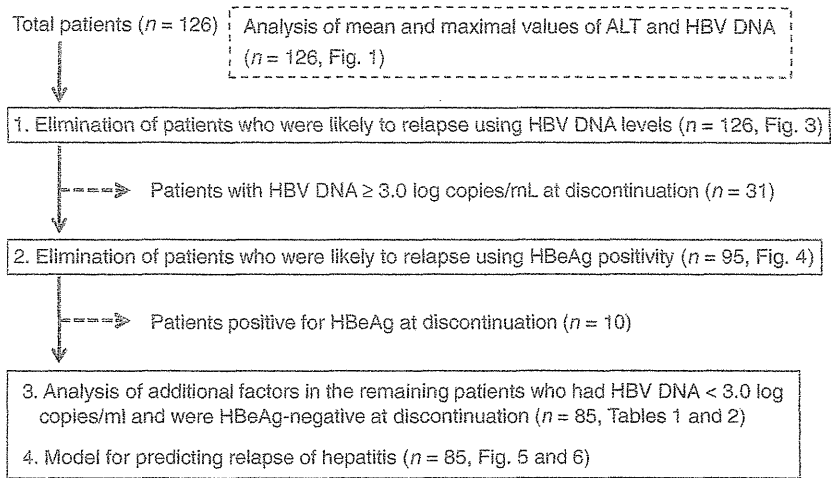 Total patients (n = 126)
Analysis of mean and maximal values of ALT and HBV DNA
(n = 126, Fig. 1)
1. Elimination of patients who were likely to relapse using HBV DNA levels (n = 126, Fig. 3)
Patients with HBV DNA ≥ 3.0 log copies/mL at discontinuation (n = 31)
2. Elimination of patients who were likely to relapse using HBeAg positivity (n = 95, Fig. 4)
Patients positive for HBeAg at discontinuation (n = 10)
3. Analysis of additional factors in the remaining patients who had HBV DNA < 3.0 log
copies/ml and were HBeAg-negative at discontinuation (n = 85, Tables 1 and 2)
4. Model for predicting relapse of hepatitis (n = 85, Fig. 5 and 6)